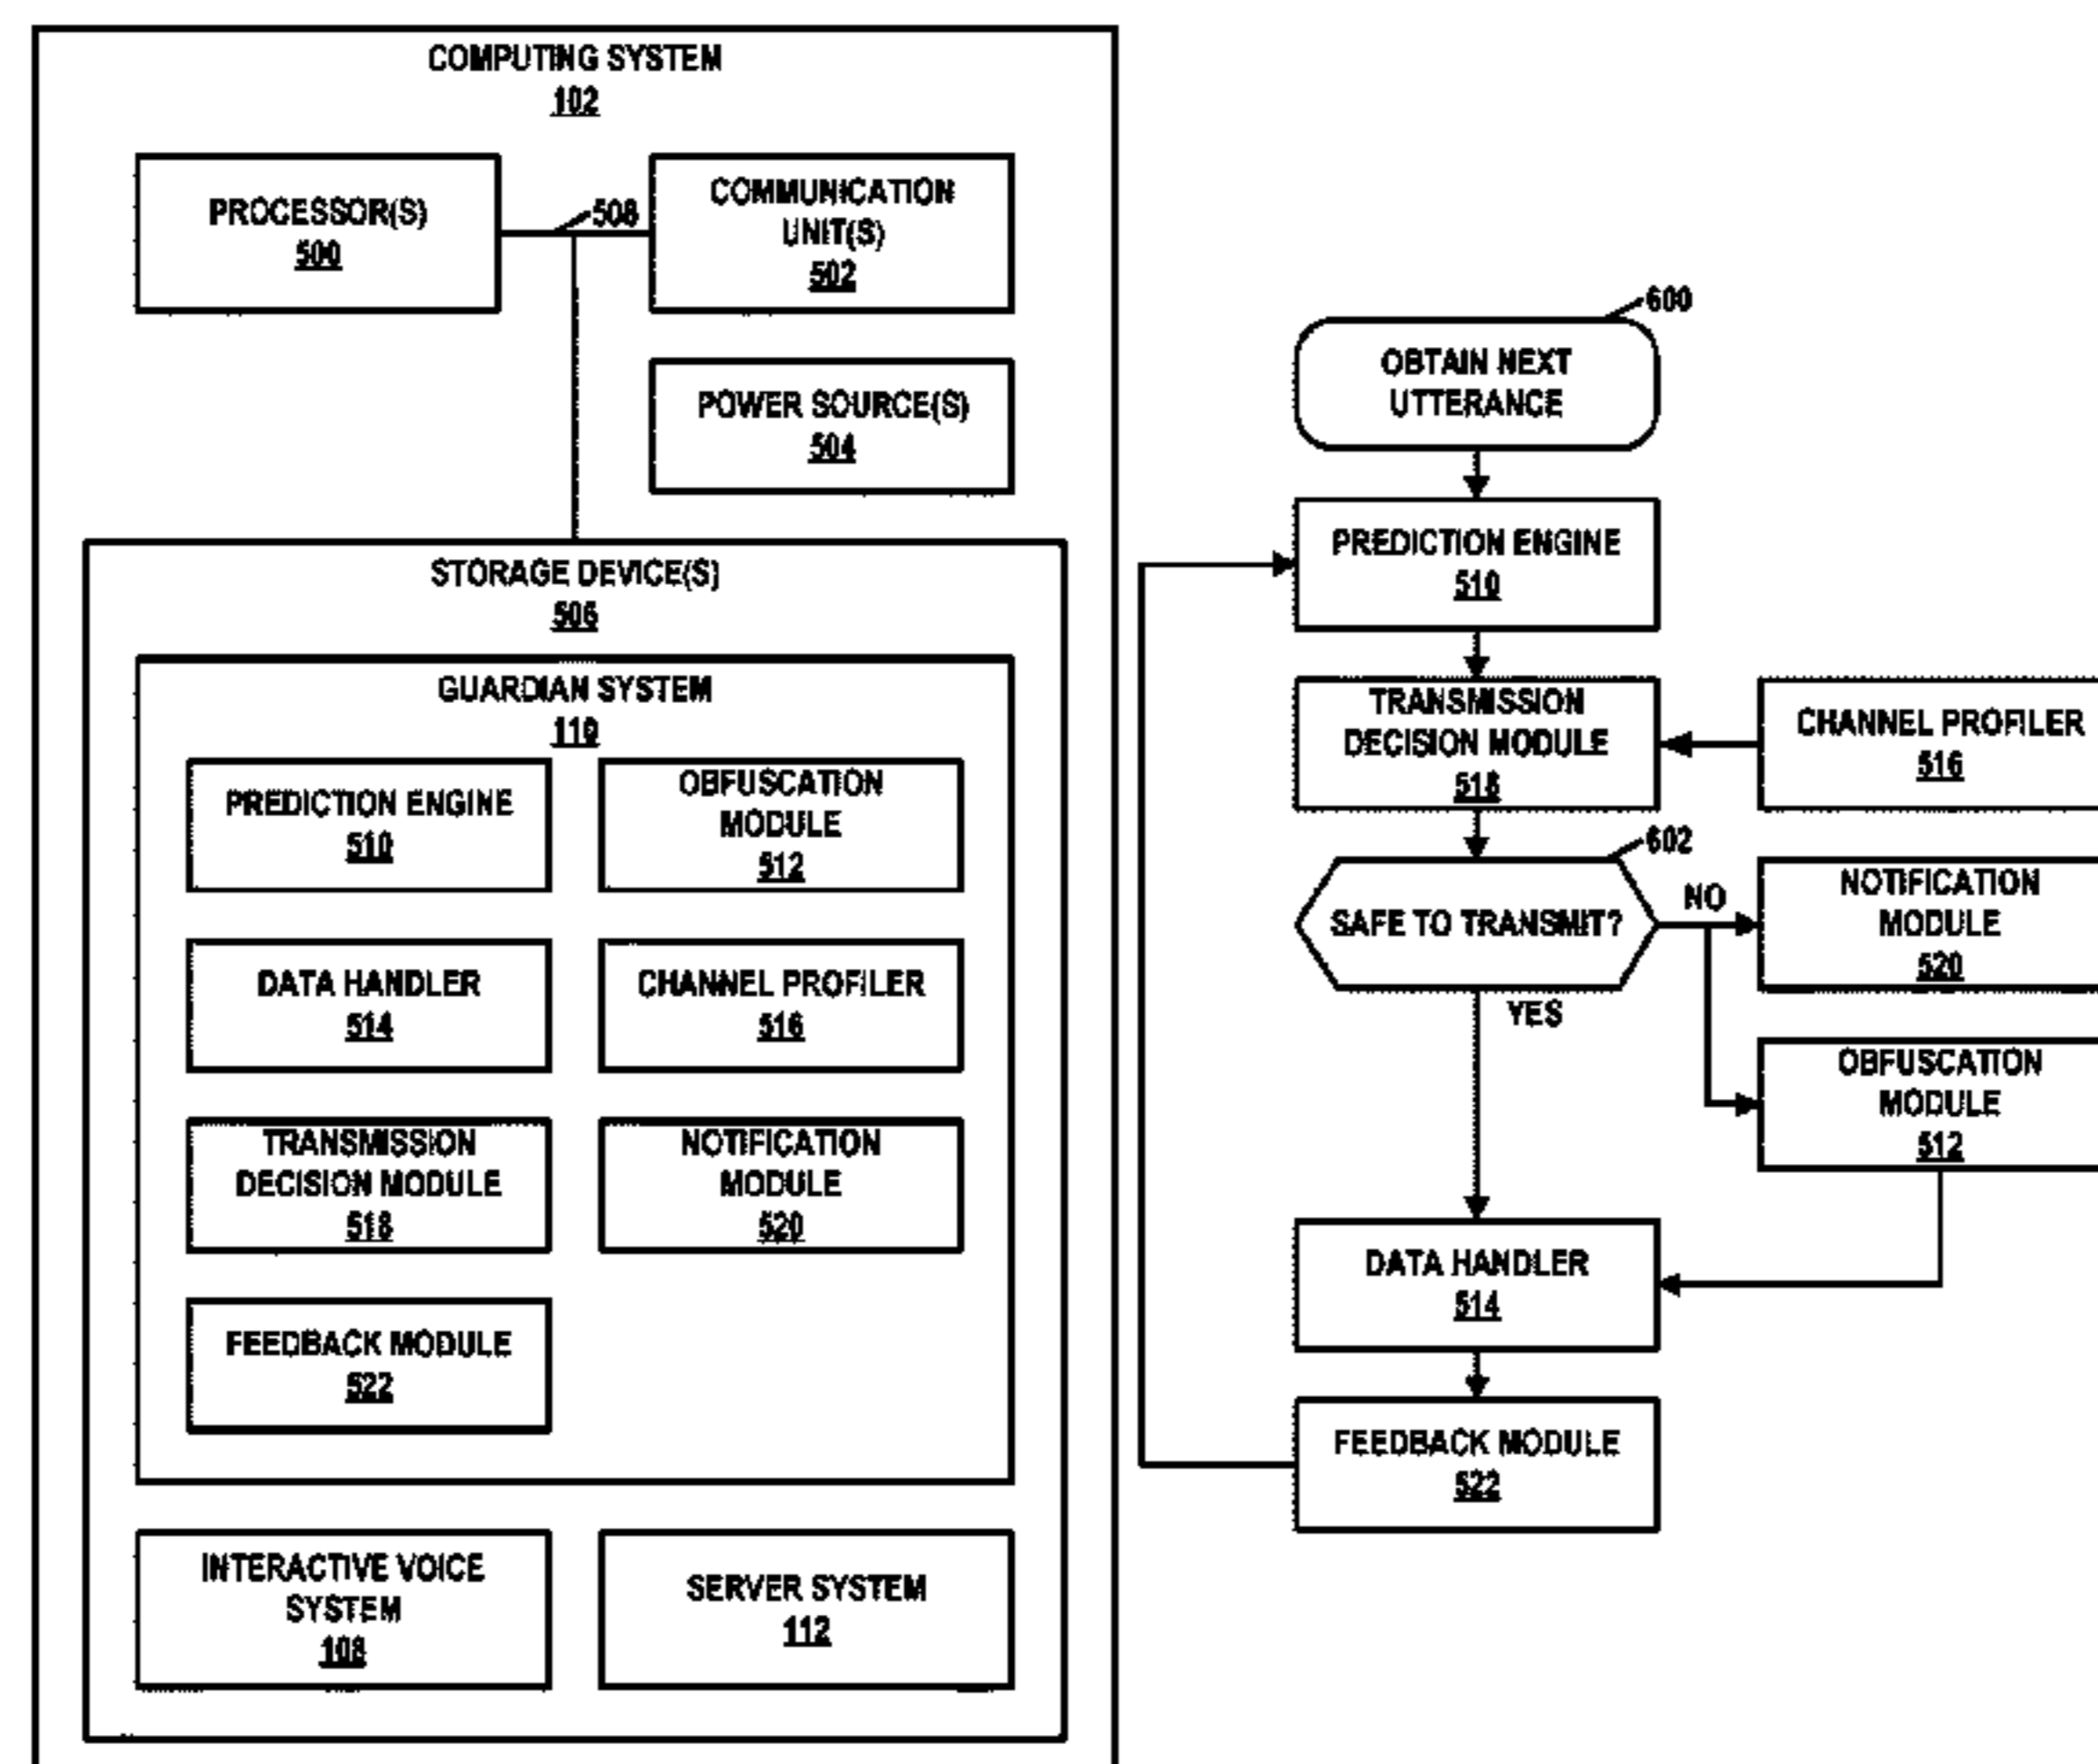 COMPUTING SYSTEM
102
PROCESSOR(S)
500
508
COMMUNICATION
UNIT(S)
502
POWER SOURCE(S)
504
STORAGE DEVICE(S)
506
GUARDIAN SYSTEM
110
PREDICTION ENGINE
510
OBFUSCATION
MODULE
512
DATA HANDLER
514
CHANNEL PROFILER
516
TRANSMISSION
DECISION MODULE
518
NOTIFICATION
MODULE
520
FEEDBACK MODULE
522
INTERACTIVE VOICE
SYSTEM
108
SERVER SYSTEM
112
600
OBTAIN NEXT
UTTERANCE
PREDICTION ENGINE
510
TRANSMISSION
DECISION MODULE
518
CHANNEL PROFILER
516
602
SAFE TO TRANSMIT?
NO
NOTIFICATION
MODULE
520
YES
OBFUSCATION
MODULE
512
DATA HANDLER
514
FEEDBACK MODULE
522